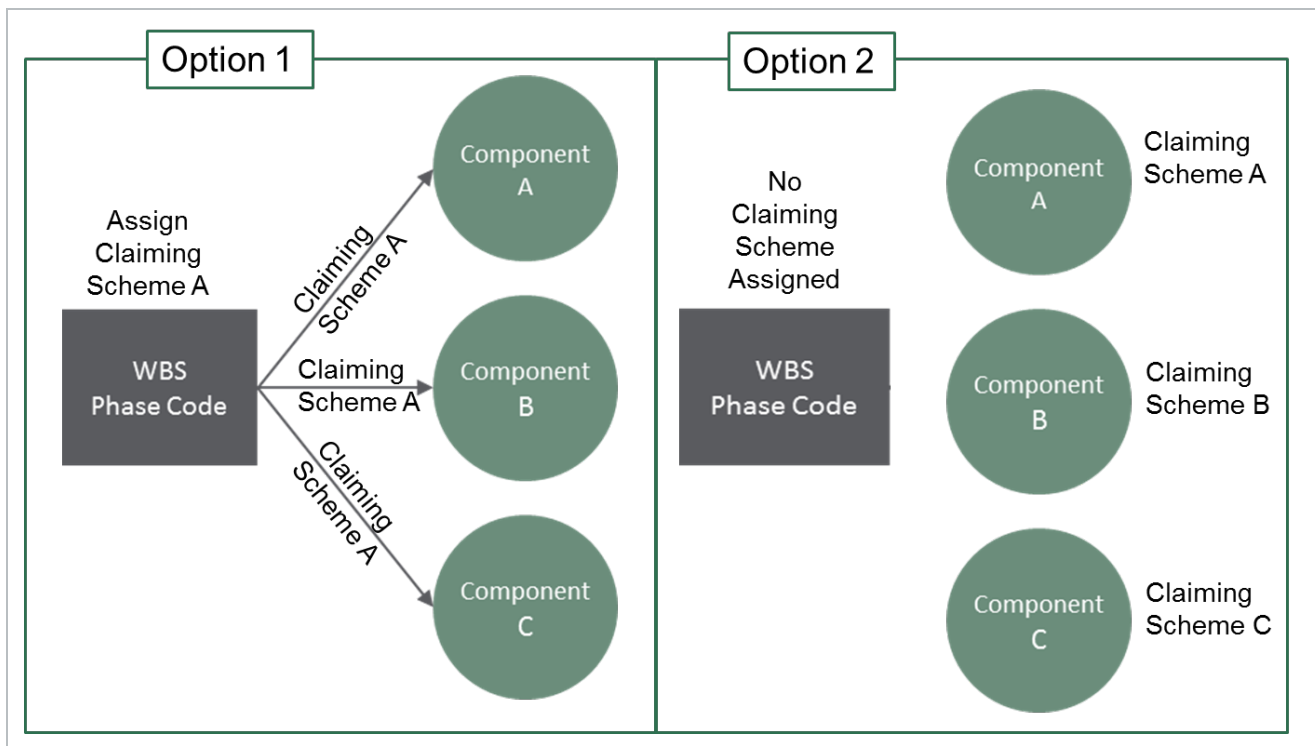 Option 1
Assign
Claiming
Scheme A
WBS
Phase Code
Claiming
Scheme A
Component
A
Claiming
Scheme A
Component
B
Claiming
Scheme A
Component
C
Option 2
No
Claiming
Scheme
Assigned
WBS
Phase Code
Component
A
Claiming
Scheme A
Component
B
Claiming
Scheme B
Component
C
Claiming
Scheme C